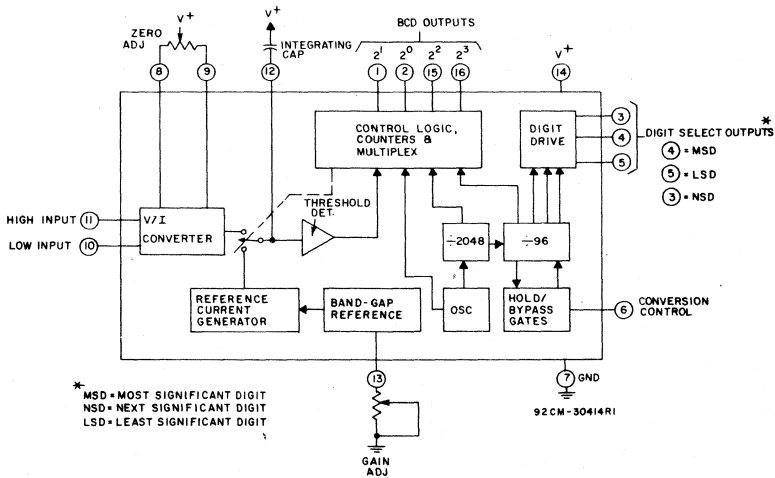 V+
ZERO
ADJ
V+
INTEGRATING
CAP
BCD OUTPUTS
2¹ 2⁰ 2² 2³
V+
8 9 12 1 2 15 16 14
CONTROL LOGIC,
COUNTERS &
MULTIPLEX
DIGIT
DRIVE
3
4
5
DIGIT SELECT OUTPUTS*
4 = MSD
5 = LSD
3 = NSD
THRESHOLD
DET.
HIGH INPUT 11
LOW INPUT 10
V/I
CONVERTER
÷2048
÷96
REFERENCE
CURRENT
GENERATOR
BAND-GAP
REFERENCE
OSC
HOLD/
BYPASS
GATES
6 CONVERSION
CONTROL
13
7 GND
* MSD = MOST SIGNIFICANT DIGIT
NSD = NEXT SIGNIFICANT DIGIT
LSD = LEAST SIGNIFICANT DIGIT
92CM-30414R1
GAIN
ADJ